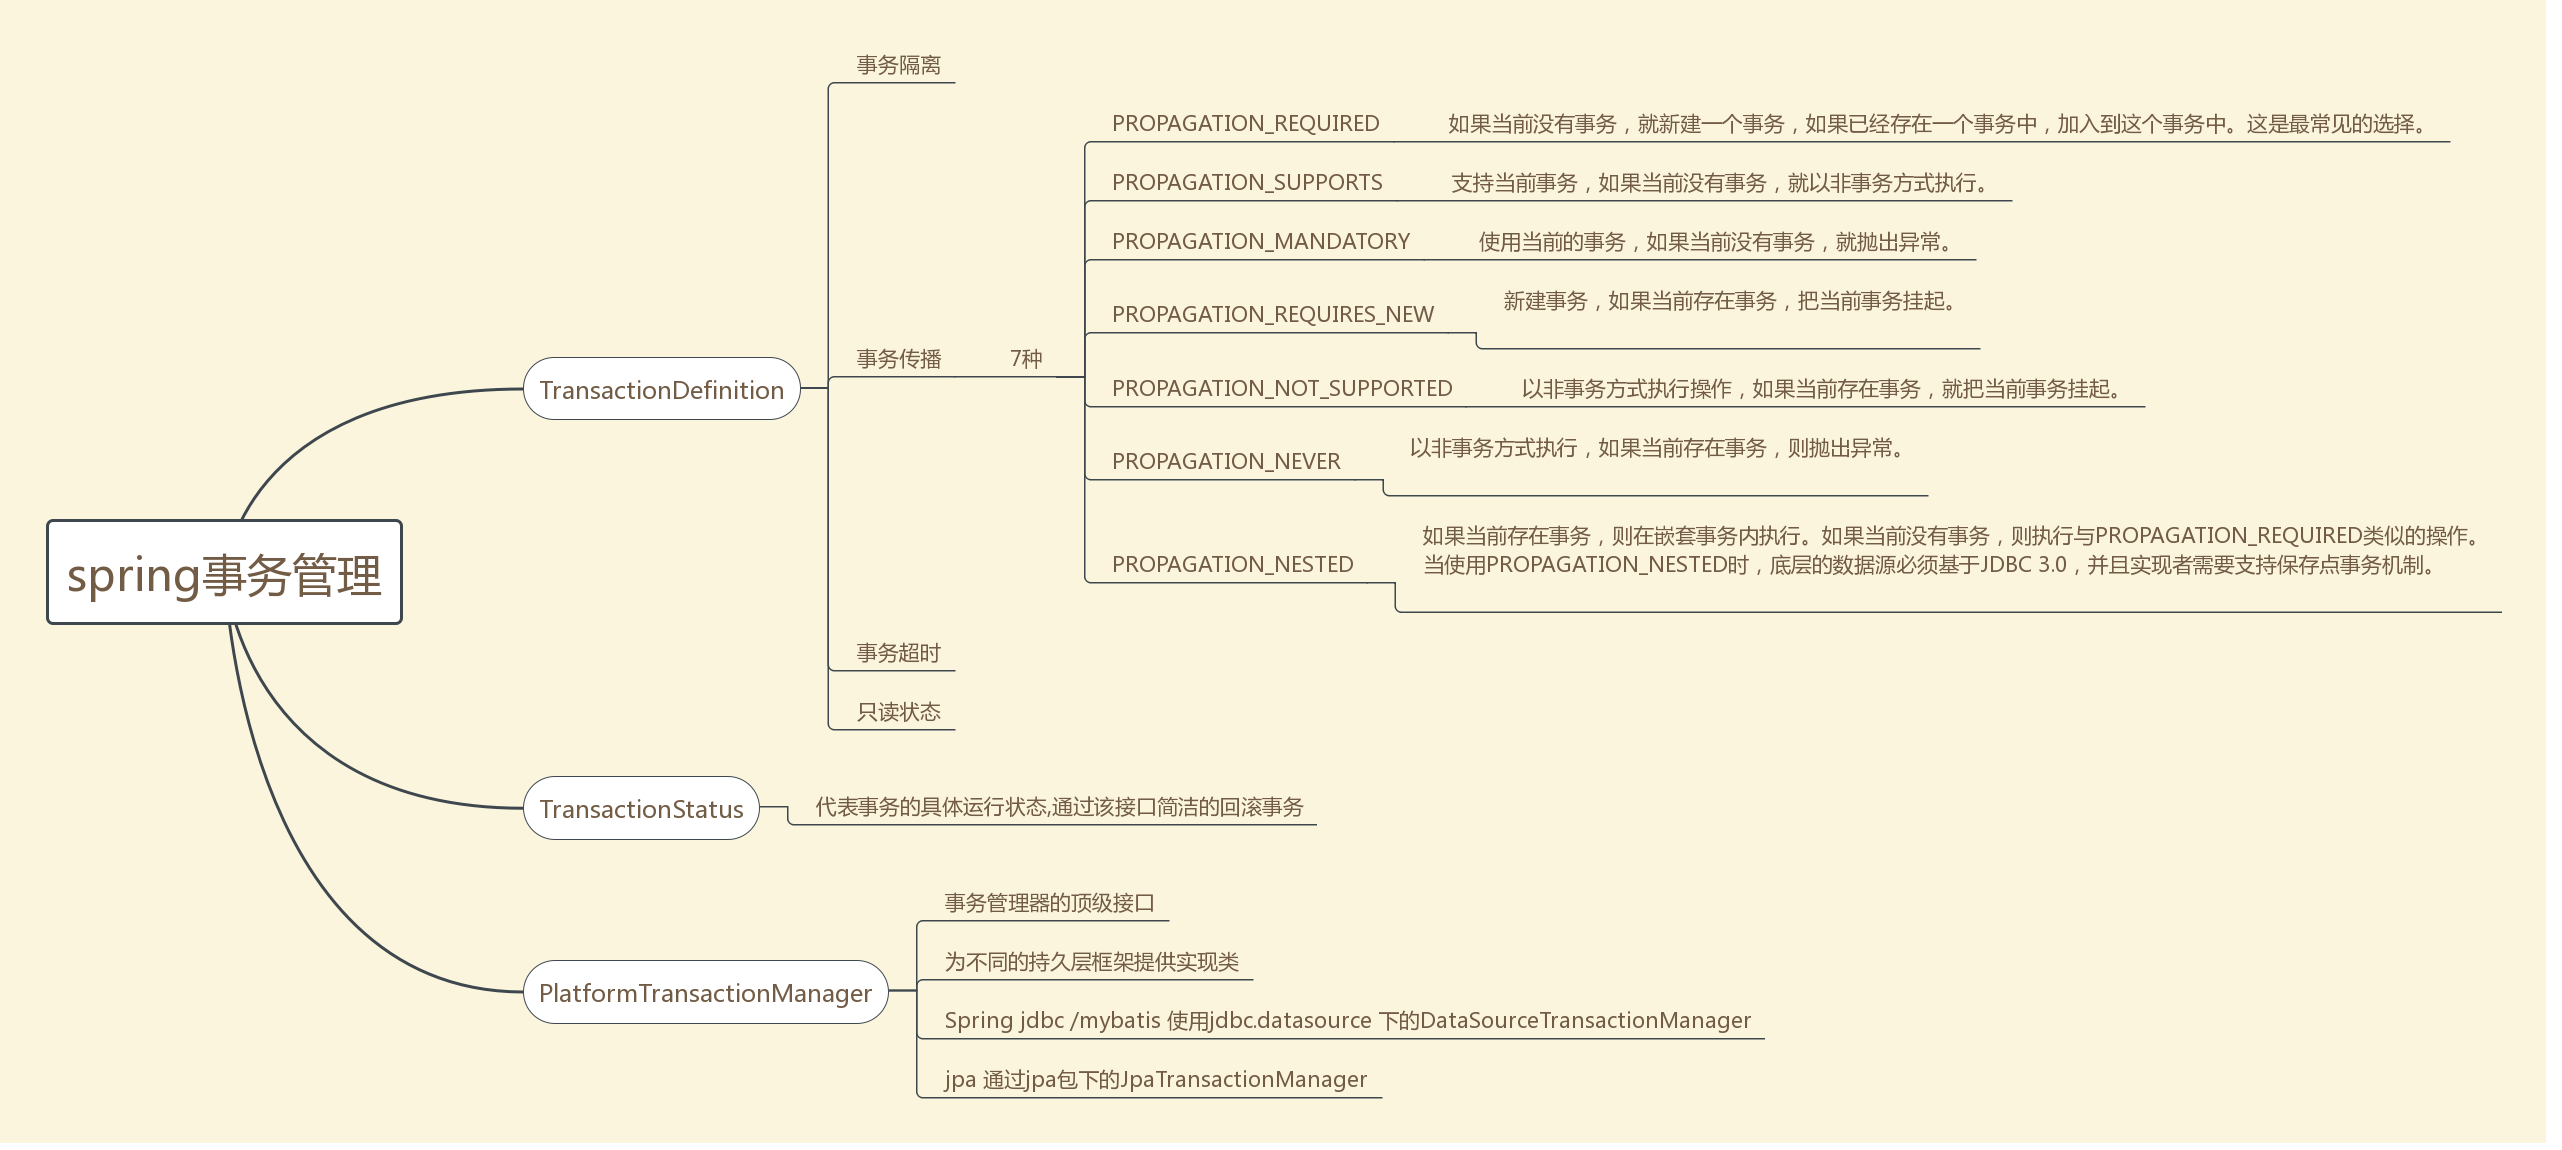 spring事务管理
TransactionDefinition
事务隔离
事务传播
7种
PROPAGATION_REQUIRED
如果当前没有事务，就新建一个事务，如果已经存在一个事务中，加入到这个事务中。这是最常见的选择。
PROPAGATION_SUPPORTS
支持当前事务，如果当前没有事务，就以非事务方式执行。
PROPAGATION_MANDATORY
使用当前的事务，如果当前没有事务，就抛出异常。
PROPAGATION_REQUIRES_NEW
新建事务，如果当前存在事务，把当前事务挂起。
PROPAGATION_NOT_SUPPORTED
以非事务方式执行操作，如果当前存在事务，就把当前事务挂起。
PROPAGATION_NEVER
以非事务方式执行，如果当前存在事务，则抛出异常。
PROPAGATION_NESTED
如果当前存在事务，则在嵌套事务内执行。如果当前没有事务，则执行与PROPAGATION_REQUIRED类似的操作。
当使用PROPAGATION_NESTED时，底层的数据源必须基于JDBC 3.0，并且实现者需要支持保存点事务机制。
事务超时
只读状态
TransactionStatus
代表事务的具体运行状态,通过该接口简洁的回滚事务
PlatformTransactionManager
事务管理器的顶级接口
为不同的持久层框架提供实现类
Spring jdbc /mybatis 使用jdbc.datasource 下的DataSourceTransactionManager
jpa 通过jpa包下的JpaTransactionManager